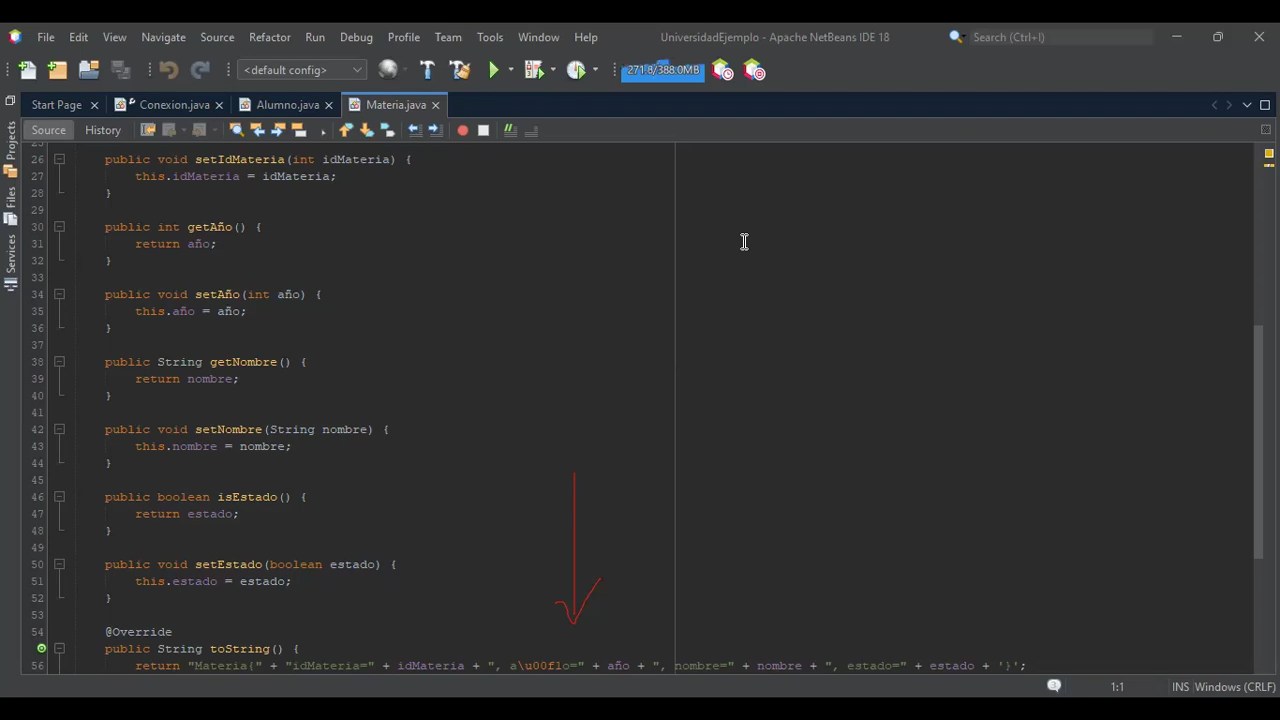 File Edit View Navigate Source Refactor Run Debug Profile Team Tools Window Help UniversidadEjemplo - Apache NetBeans IDE 18 Search (Ctrl+I)
<default config> 271.8/388.0MB
Start Page Conexion.java Alumno.java Materia.java
Source History
Projects
Files
Services
25
26 public void setIdMateria(int idMateria) {
27 this.idMateria = idMateria;
28 }
29
30 public int getAño() {
31 return año;
32 }
33
34 public void setAño(int año) {
35 this.año = año;
36 }
37
38 public String getNombre() {
39 return nombre;
40 }
41
42 public void setNombre(String nombre) {
43 this.nombre = nombre;
44 }
45
46 public boolean isEstado() {
47 return estado;
48 }
49
50 public void setEstado(boolean estado) {
51 this.estado = estado;
52 }
53
54 @Override
public String toString() {
56 return "Materia{" + "idMateria=" + idMateria + ", a\u00f1o=" + año + ", nombre=" + nombre + ", estado=" + estado + '}';
1:1 INS Windows (CRLF)